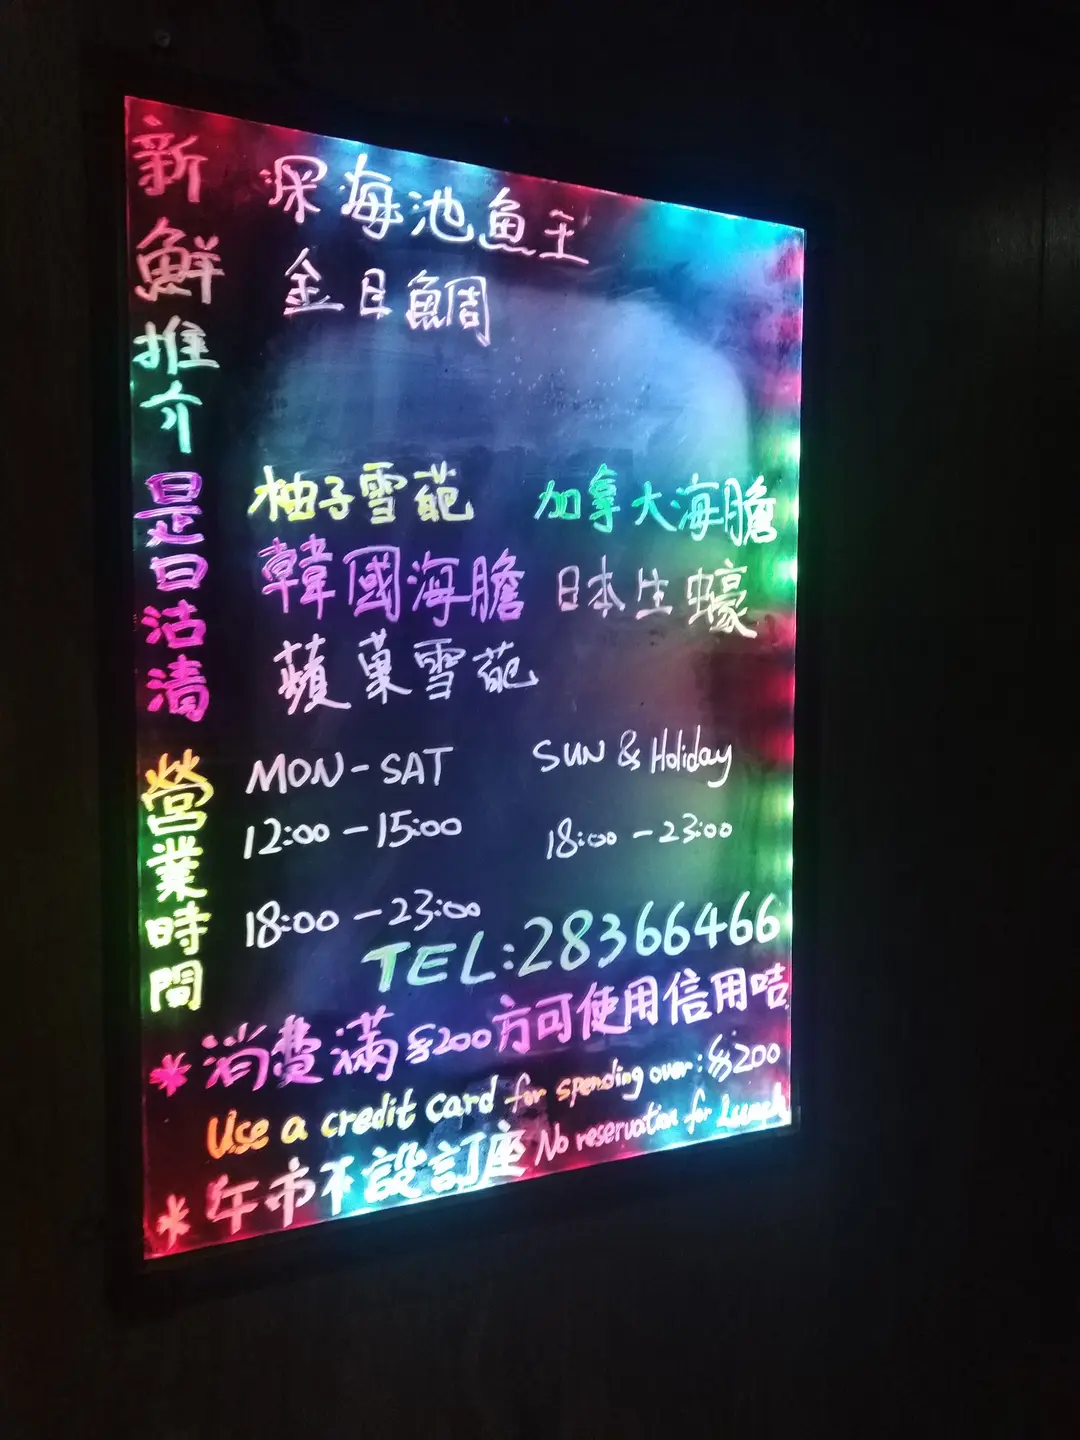 新鮮推介
深海池魚王
金目鯛
是日沽清
柚子雪葩
加拿大海膽
韓國海膽
日本生蠔
蘋菓雪葩
營業時間
MON-SAT
SUN & Holiday
12:00-15:00
18:00-23:00
18:00-23:00
TEL:28366466
*消費滿$200方可使用信用咭
Use a credit card for spending over:$200
*午市不設訂座 No reservation for Lunch